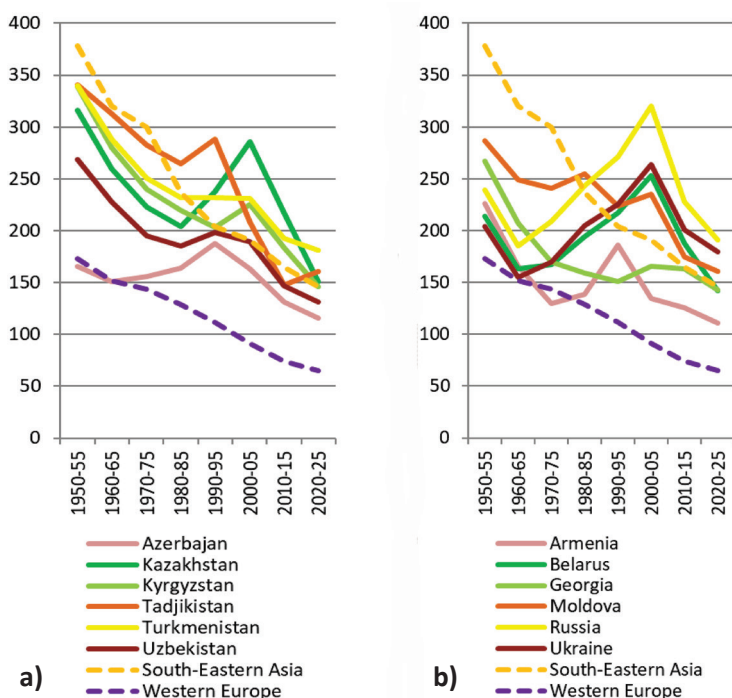 400
350
300
250
200
150
100
50
0
1950-55
1960-65
1970-75
1980-85
1990-95
2000-05
2010-15
2020-25
Azerbajan
Kazakhstan
Kyrgyzstan
Tadjikistan
Turkmenistan
Uzbekistan
South-Eastern Asia
Western Europe
a)
400
350
300
250
200
150
100
50
0
1950-55
1960-65
1970-75
1980-85
1990-95
2000-05
2010-15
2020-25
Armenia
Belarus
Georgia
Moldova
Russia
Ukraine
South-Eastern Asia
Western Europe
b)